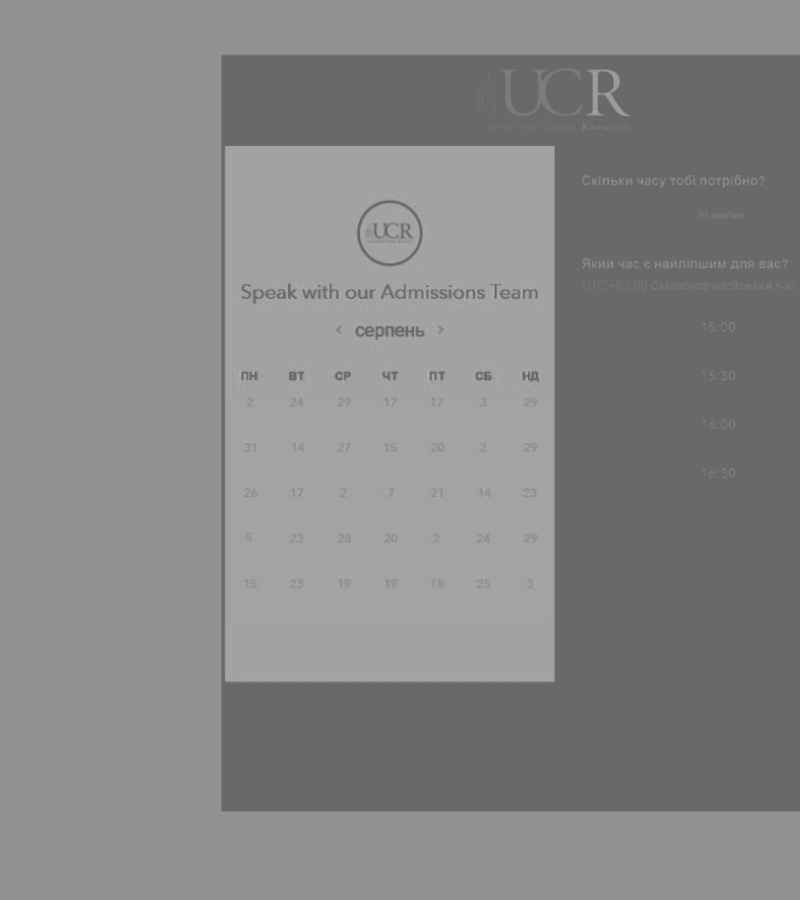 UCR
University College Roosevelt
UCR
Speak with our Admissions Team
< серпень >
ПН ВТ СР ЧТ ПТ СБ НД
2 24 29 17 17 3 29
31 14 27 15 20 2 29
26 17 2 7 21 14 23
5 23 28 20 2 24 29
15 23 19 19 18 25 3
Скільки часу тобі потрібно?
30 хвилин
Який час є найліпшим для вас?
UTC +03:00 Східноєвропейський час
15:00
15:30
16:00
16:30